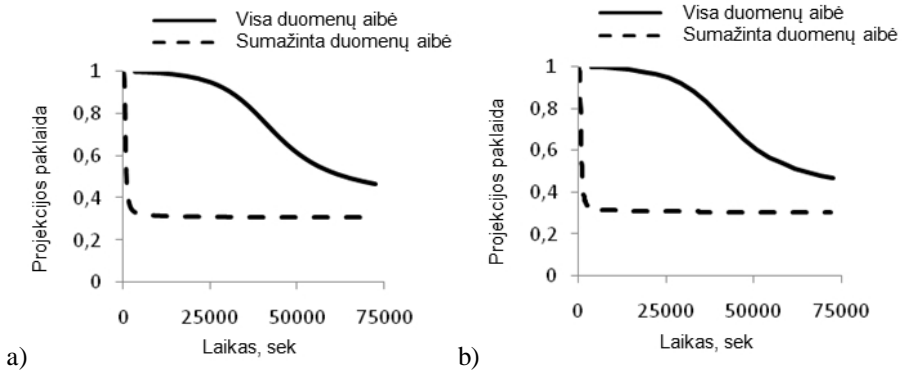 Visa duomenų aibė
Sumažinta duomenų aibė
Projekcijos paklaida
1
0,8
0,6
0,4
0,2
0
0 25000 50000 75000
Laikas, sek
a)
Visa duomenų aibė
Sumažinta duomenų aibė
Projekcijos paklaida
1
0,8
0,6
0,4
0,2
0
0 25000 50000 75000
Laikas, sek
b)